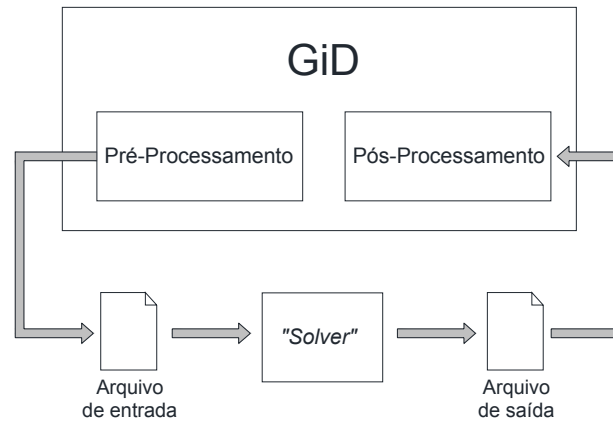 GiD
Pré-Processamento
Pós-Processamento
"Solver"
Arquivo
de entrada
Arquivo
de saída